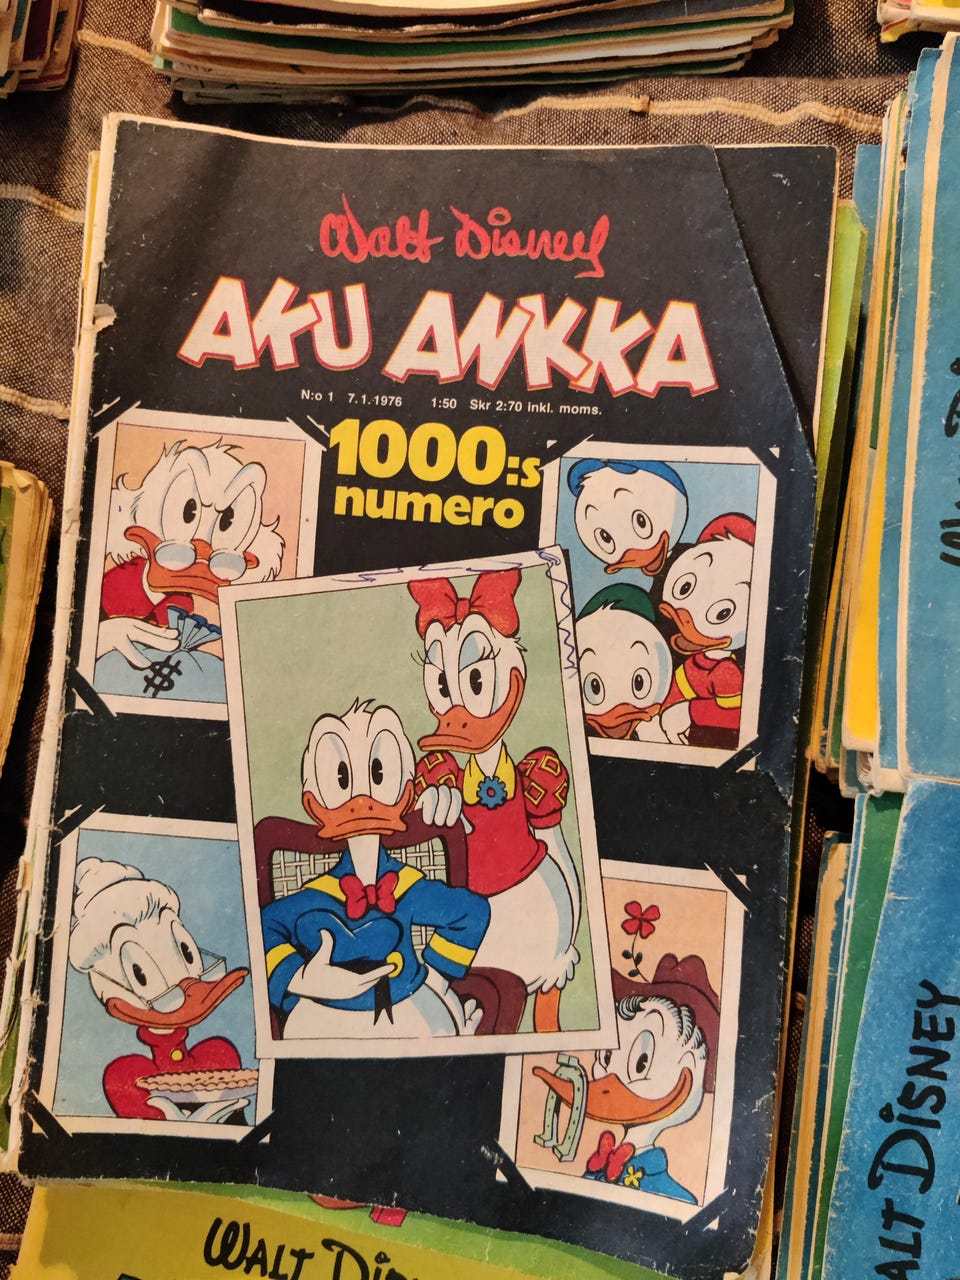 Walt Disney
AKU ANKKA
N:o 1 7.1.1976 1:50 Skr 2:70 inkl. moms.
1000:s
numero
$
WALT DISNEY
WALT